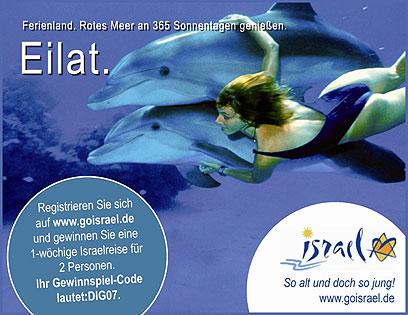 Ferienland. Rotes Meer an 365 Sonnentagen genießen.
Eilat.
Registrieren Sie sich
auf www.goisrael.de
und gewinnen Sie eine
1-wöchige Israelreise für
2 Personen.
Ihr Gewinnspiel-Code
lautet:DIG07.
israel
So alt und doch so jung!
www.goisrael.de